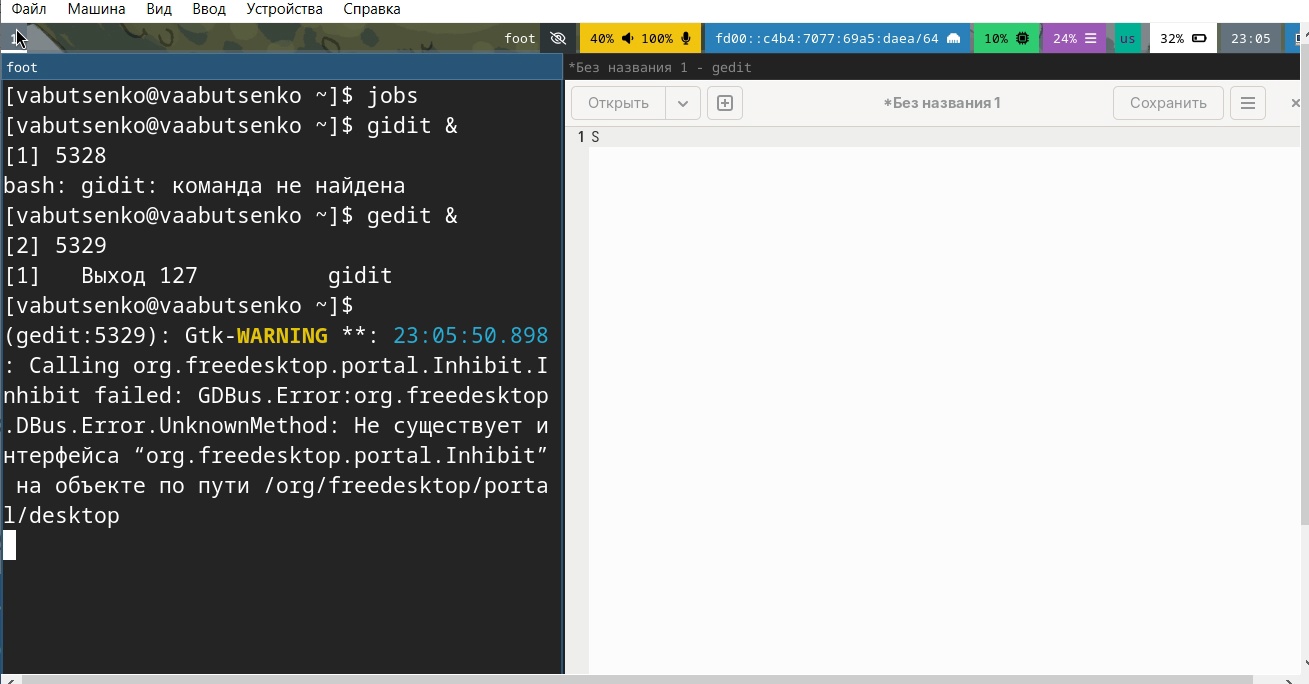 Файл Машина Вид Ввод Устройства Справка
1 foot 40% 100% fd00::c4b4:7077:69a5:daea/64 10% 24% us 32% 23:05
foot
*Без названия 1 - gedit
[vabutsenko@vaabutsenko ~]$ jobs
[vabutsenko@vaabutsenko ~]$ gidit &
[1] 5328
bash: gidit: команда не найдена
[vabutsenko@vaabutsenko ~]$ gedit &
[2] 5329
[1]   Выход 127          gidit
[vabutsenko@vaabutsenko ~]$
(gedit:5329): Gtk-WARNING **: 23:05:50.898
: Calling org.freedesktop.portal.Inhibit.I
nhibit failed: GDBus.Error:org.freedesktop
.DBus.Error.UnknownMethod: Не существует и
нтерфейса “org.freedesktop.portal.Inhibit”
 на объекте по пути /org/freedesktop/porta
l/desktop
Открыть *Без названия 1 Сохранить
1 S